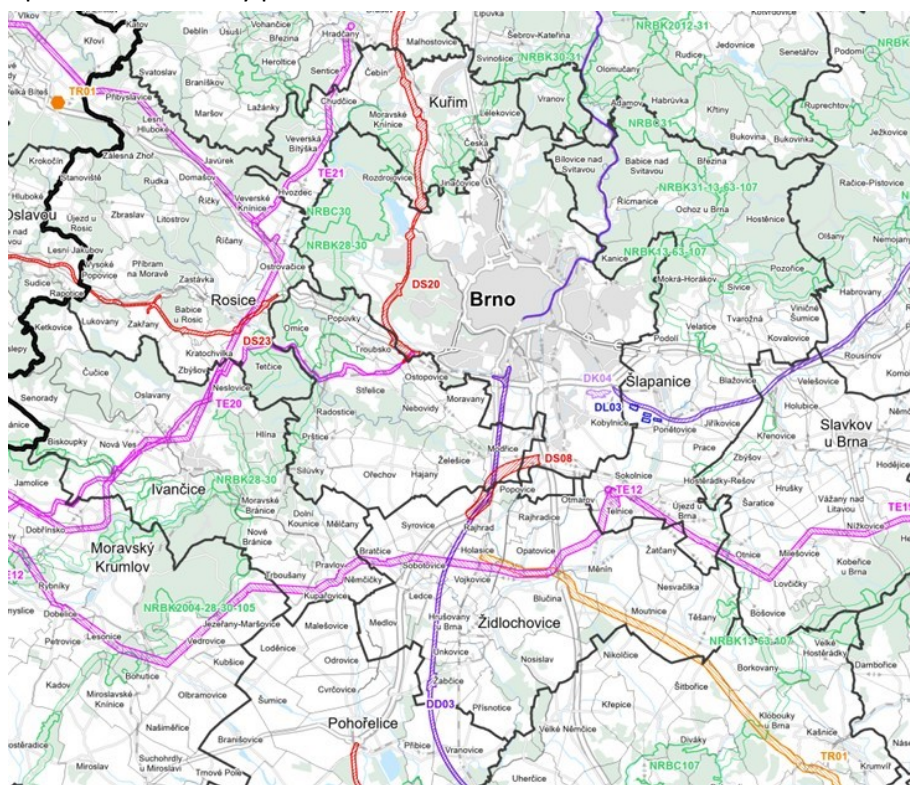 Vlkov
Křoví
Katov
Deblín
Úsuší
Vohančice
Březina
Hradčany
Malhostovice
Lipůvka
Šebrov-Kateřina
NRBK2012-31
Jedovnice
Senetářov
Podomí
Svatoslav
Braníškov
Heroltice
Sentice
Čebín
Svinošice
NRBK30-31
Olomučany
Rudice
Kotvrdovice
TR01
Přibyslavice
Maršov
Lažánky
Chudčice
Kuřim
Vranov
Adamov
Habrůvka
Křtiny
Ruprechtov
Lesní Hluboké
Veverská Bítýška
Moravské Knínice
Lelekovice
NRBC31
Bukovina
Bukovinka
Ježkovice
Krokočín
Zálesná Zhoř
Javůrek
TE21
Česká
Bílovice nad Svitavou
Babice nad Svitavou
Březina
Stanoviště
Rudka
Domašov
Hvozdec
Rozdrojovice
Jinačovice
NRBK31-13-63-107
Račice-Pístovice
Hluboké
Zbraslav
Litostrov
Říčky
Veverské Knínice
NRBC30
Řícmanice
Ochoz u Brna
Hostěnice
Újezd u Rosic
NRBK28-30
NRBK13-63-107
Olšany
Nemojany
Lesní Jakubov
Vysoké Popovice
Příbram na Moravě
Říčany
Ostrovačice
Kanice
Pozořice
Sudice
Zastávka
Rosice
DS20
Brno
Mokrá-Horákov
Sivice
Habrovany
Rapotice
Lukovany
Zakřany
Babice u Rosic
Omice
Popůvky
Velatice
Tvarožná
Viničné Šumice
Ketkovice
Kratochvilka
DS23
Troubsko
Podolí
Kovalovice
Rousínov
Čučice
Zbýšov
Tetčice
Ostopovice
DK04
Šlapanice
Blažovice
Velešovice
Senorady
Oslavany
Neslovice
TE20
Střelice
Moravany
DL03
Kobylnice
Ponětovice
Jiříkovice
Holubice
Radostice
Nebovidy
Prace
Křenovice
Slavkov u Brna
Biskoupky
Nová Ves
Hlína
Prštice
Modřice
Zbýšov
Hostěrádky-Rešov
Ivančice
NRBK28-30
Silůvky
Ořechov
Hajany
Želešice
DS08
Sokolnice
Hrušky
Jamolice
Moravské Bránice
Popovice
Otmarov
TE12
Telnice
Újezd u Brna
Šaratice
Vážany nad Litavou
Dobřínsko
Nové Bránice
Dolní Kounice
Mělčany
Syrovice
Rajhrad
Rajhradice
Nížkovice
Moravský Krumlov
Bratčice
Holasice
Opatovice
Žatčany
Otnice
Milešovice
Kobeřice u Brna
Rybníky
Trboušany
Pravlov
Němčičky
Sobotovice
Vojkovice
Měnín
Lovčičky
Dobelice
NRBK2004-28-30-105
Kupařovice
Ledce
Blučina
Nesvačilka
Bošovice
Petrovice
Lesonice
Jezeřany-Maršovice
Malešovice
Medlov
Hrušovany u Brna
Židlochovice
Moutnice
Těšany
NRBK13-63-107
Velké Hostěrádky
Vedrovice
Loděnice
Unkovice
Nikolčice
Borkovany
Dambořice
Bohutice
Kubšice
Odrovice
Nosislav
Kadov
Miroslavské Knínice
Olbramovice
Šumice
Cvrčovice
Žabčice
Šitbořice
DD03
Přísnotice
Křepice
Klobouky u Brna
Našiměřice
Pohořelice
Velké Němčice
Kašnice
Branišovice
Přibice
Vranovice
Diváky
TR01
Miroslav
Suchohrdly u Miroslavi
Trnové Pole
Uherčice
NRBC107
Krumvíř